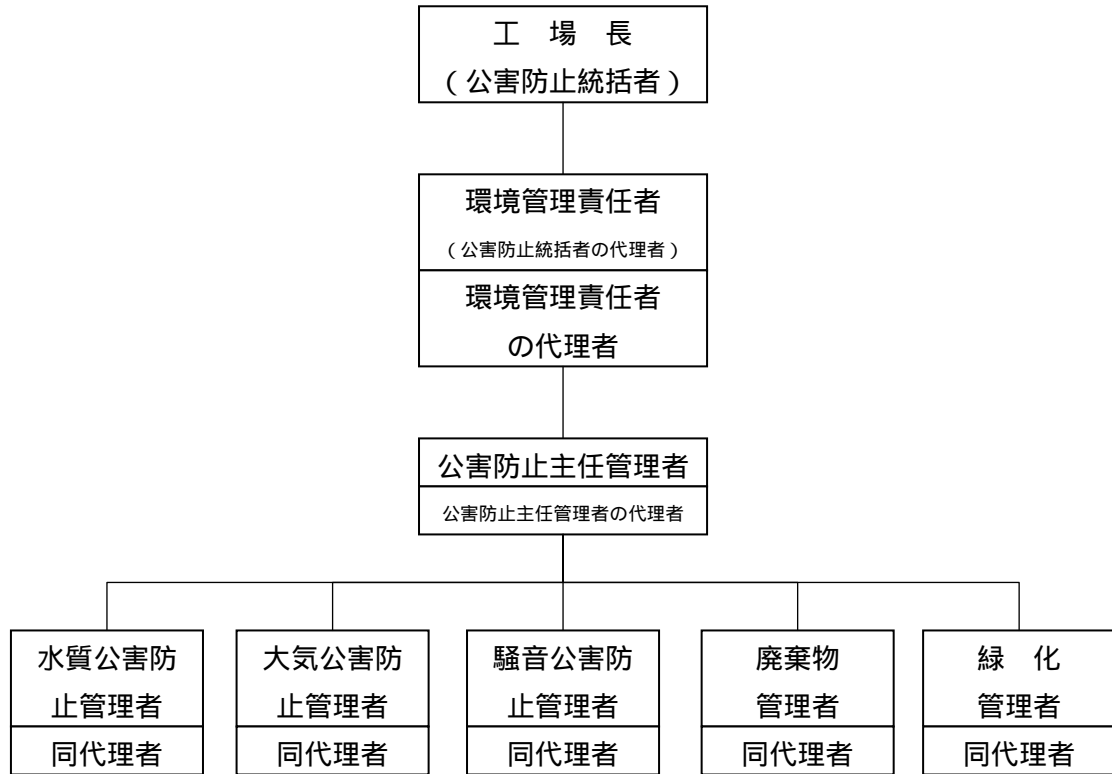 工　場　長
（公害防止統括者）
環境管理責任者
（公害防止統括者の代理者）
環境管理責任者
の代理者
公害防止主任管理者
公害防止主任管理者の代理者
水質公害防
止管理者
同代理者
大気公害防
止管理者
同代理者
騒音公害防
止管理者
同代理者
廃棄物
管理者
同代理者
緑　化
管理者
同代理者